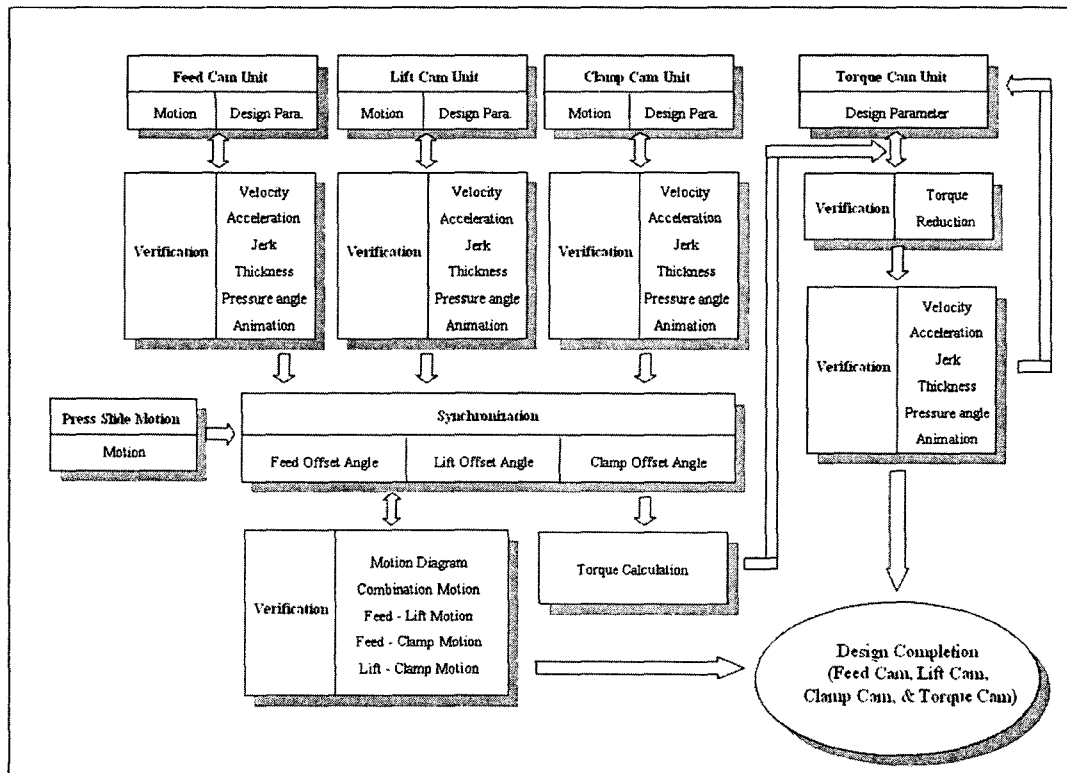 Feed Cam Unit
Motion
Design Para.
Lift Cam Unit
Motion
Design Para.
Clamp Cam Unit
Motion
Design Para.
Torque Cam Unit
Design Parameter
Verification
Velocity
Acceleration
Jerk
Thickness
Pressure angle
Animation
Verification
Velocity
Acceleration
Jerk
Thickness
Pressure angle
Animation
Verification
Velocity
Acceleration
Jerk
Thickness
Pressure angle
Animation
Verification
Torque
Reduction
Verification
Velocity
Acceleration
Jerk
Thickness
Pressure angle
Animation
Press Slide Motion
Motion
Synchronization
Feed Offset Angle
Lift Offset Angle
Clamp Offset Angle
Verification
Motion Diagram
Combination Motion
Feed - Lift Motion
Feed - Clamp Motion
Lift - Clamp Motion
Torque Calculation
Design Completion
(Feed Cam, Lift Cam,
Clamp Cam, & Torque Cam)